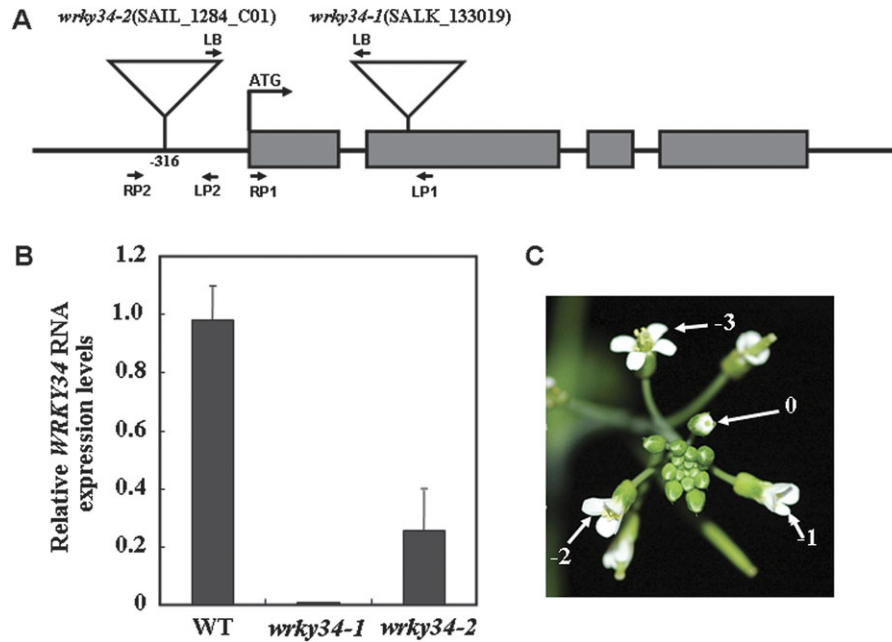 A
wrky34-2(SAIL_1284_C01)
wrky34-1(SALK_133019)
LB
LB
ATG
-316
RP2
LP2
RP1
LP1
B
Relative WRKY34 RNA
expression levels
1.2
1.0
0.8
0.6
0.4
0.2
0
WT
wrky34-1
wrky34-2
C
-3
0
-1
-2